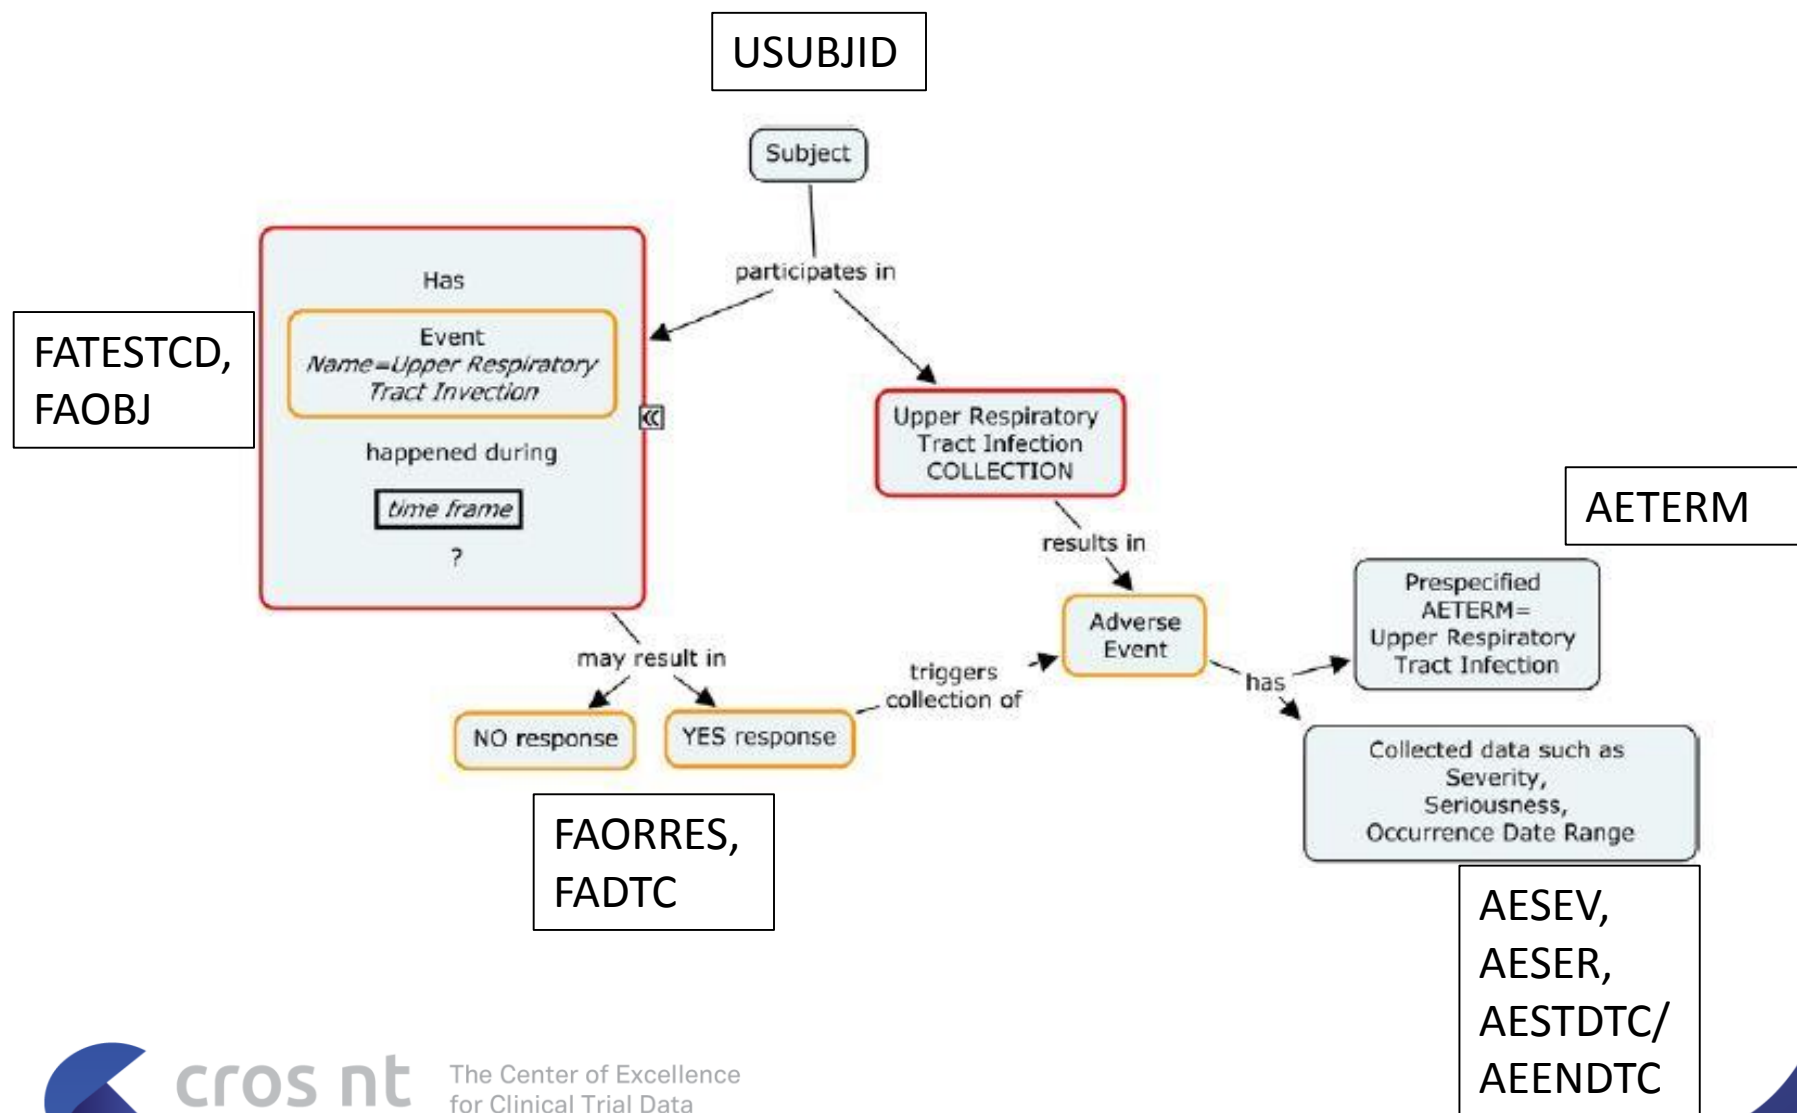 USUBJID
Subject
participates in
Has
Event
Name=Upper Respiratory
Tract Invection
happened during
time frame
?
FATESTCD,
FAOBJ
Upper Respiratory
Tract Infection
COLLECTION
results in
AETERM
Adverse
Event
has
Prespecified
AETERM=
Upper Respiratory
Tract Infection
may result in
NO response
YES response
triggers
collection of
Collected data such as
Severity,
Seriousness,
Occurrence Date Range
FAORRES,
FADTC
AESEV,
AESER,
AESTDTC/
AEENDTC
cros nt
The Center of Excellence
for Clinical Trial Data